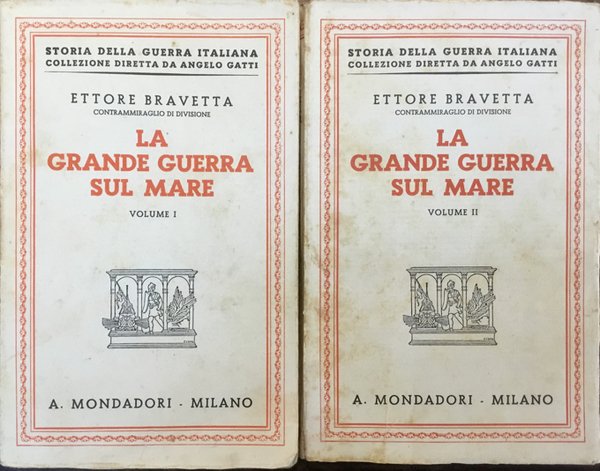 STORIA DELLA GUERRA ITALIANA
COLLEZIONE DIRETTA DA ANGELO GATTI
ETTORE BRAVETTA
CONTRAMMIRAGLIO DI DIVISIONE
LA
GRANDE GUERRA
SUL MARE
VOLUME I
A. MONDADORI - MILANO
STORIA DELLA GUERRA ITALIANA
COLLEZIONE DIRETTA DA ANGELO GATTI
ETTORE BRAVETTA
CONTRAMMIRAGLIO DI DIVISIONE
LA
GRANDE GUERRA
SUL MARE
VOLUME II
A. MONDADORI - MILANO